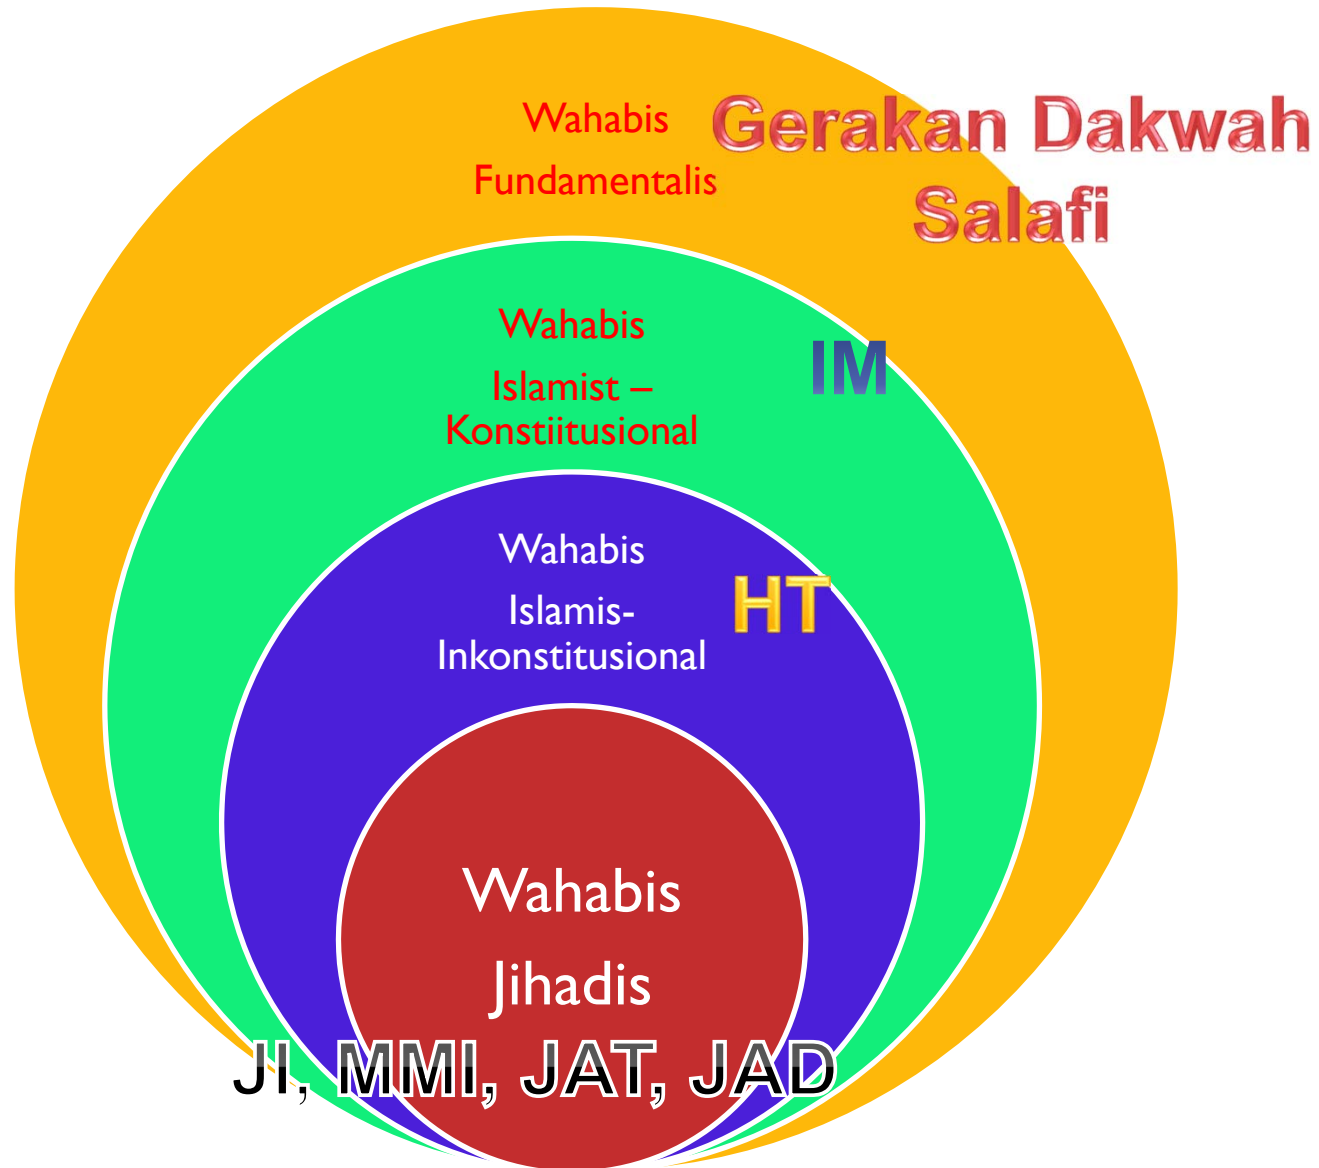 Wahabis
Fundamentalis
Gerakan Dakwah
Salafi
Wahabis
Islamist –
Konstiitusional
IM
Wahabis
Islamis-
Inkonstitusional
HT
Wahabis
Jihadis
JI, MMI, JAT, JAD